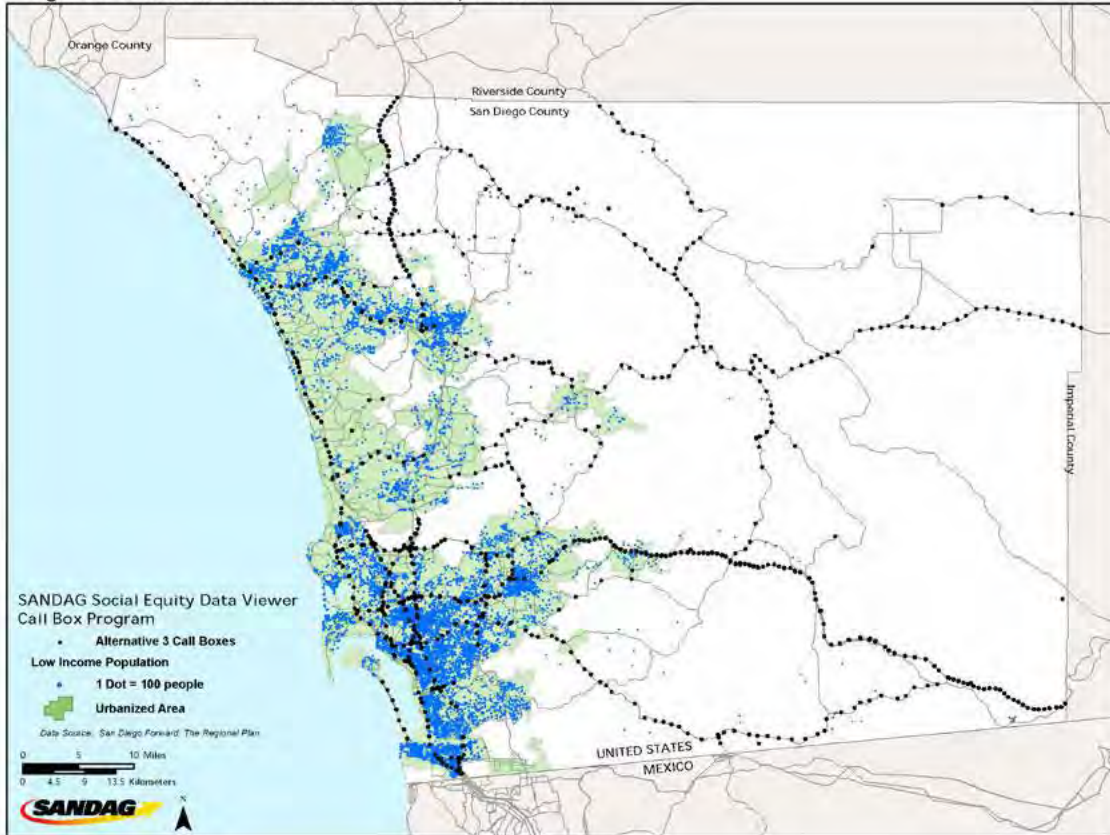 Orange County
Riverside County
San Diego County
Imperial County
SANDAG Social Equity Data Viewer
Call Box Program
Alternative 3 Call Boxes
Low Income Population
1 Dot = 100 people
Urbanized Area
Data Source: San Diego Forward: The Regional Plan
0 5 10 Miles
0 4.5 9 13.5 Kilometers
UNITED STATES
MEXICO
SANDAG
N